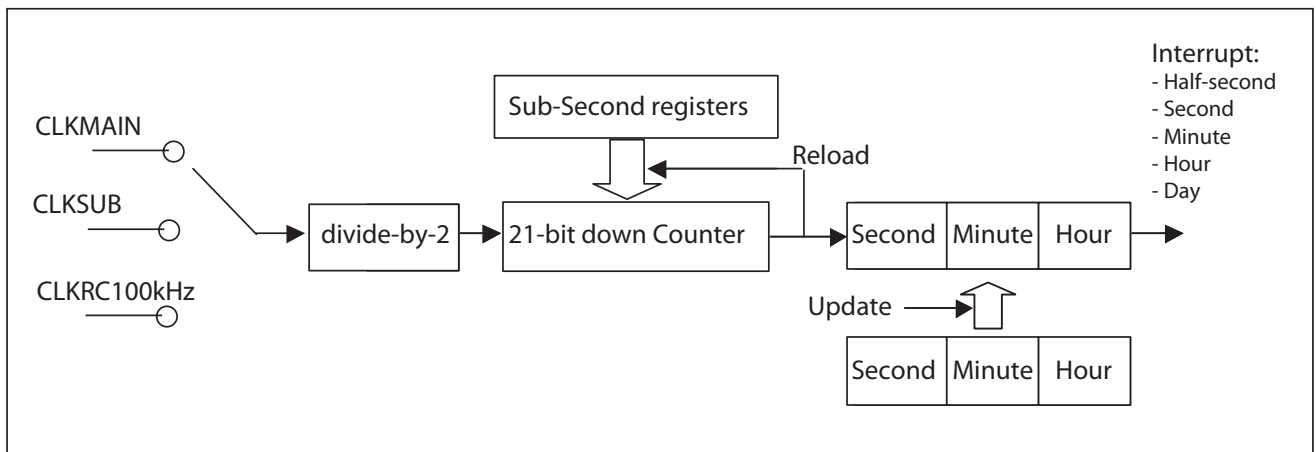 Interrupt:
- Half-second
- Second
- Minute
- Hour
- Day
Sub-Second registers
CLKMAIN
Reload
CLKSUB
divide-by-2
21-bit down Counter
Second Minute Hour
CLKRC100kHz
Update
Second Minute Hour